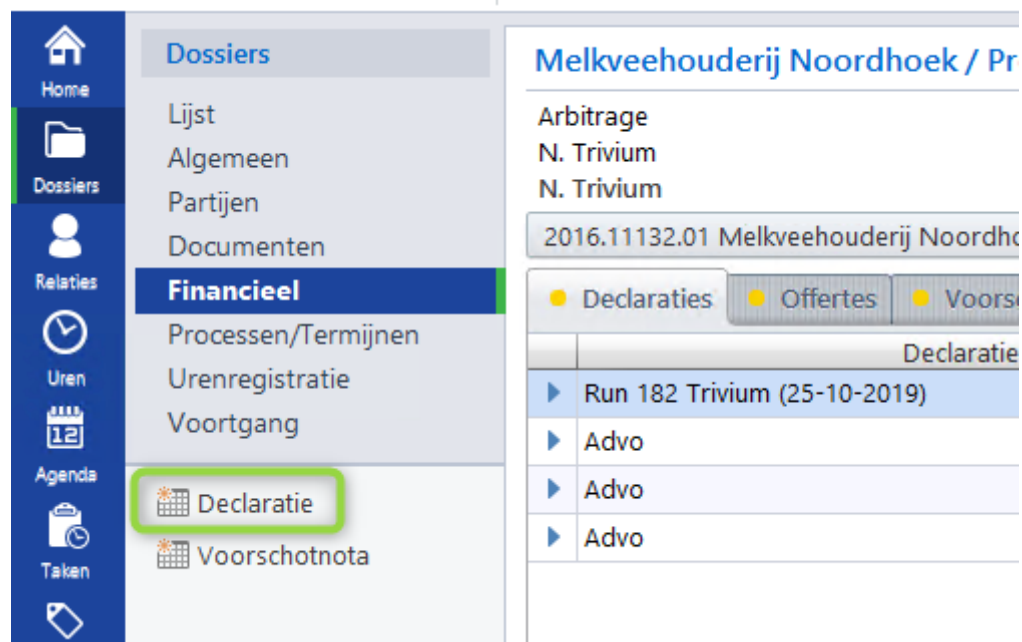 Home
Dossiers
Relaties
Uren
12
Agenda
Taken
Dossiers
Lijst
Algemeen
Partijen
Documenten
Financieel
Processen/Termijnen
Urenregistratie
Voortgang
Declaratie
Voorschotnota
Melkveehouderij Noordhoek / Pr
Arbitrage
N. Trivium
N. Trivium
2016.11132.01 Melkveehouderij Noordho
Declaraties Offertes Voorsc
Declaratie
Run 182 Trivium (25-10-2019)
Advo
Advo
Advo